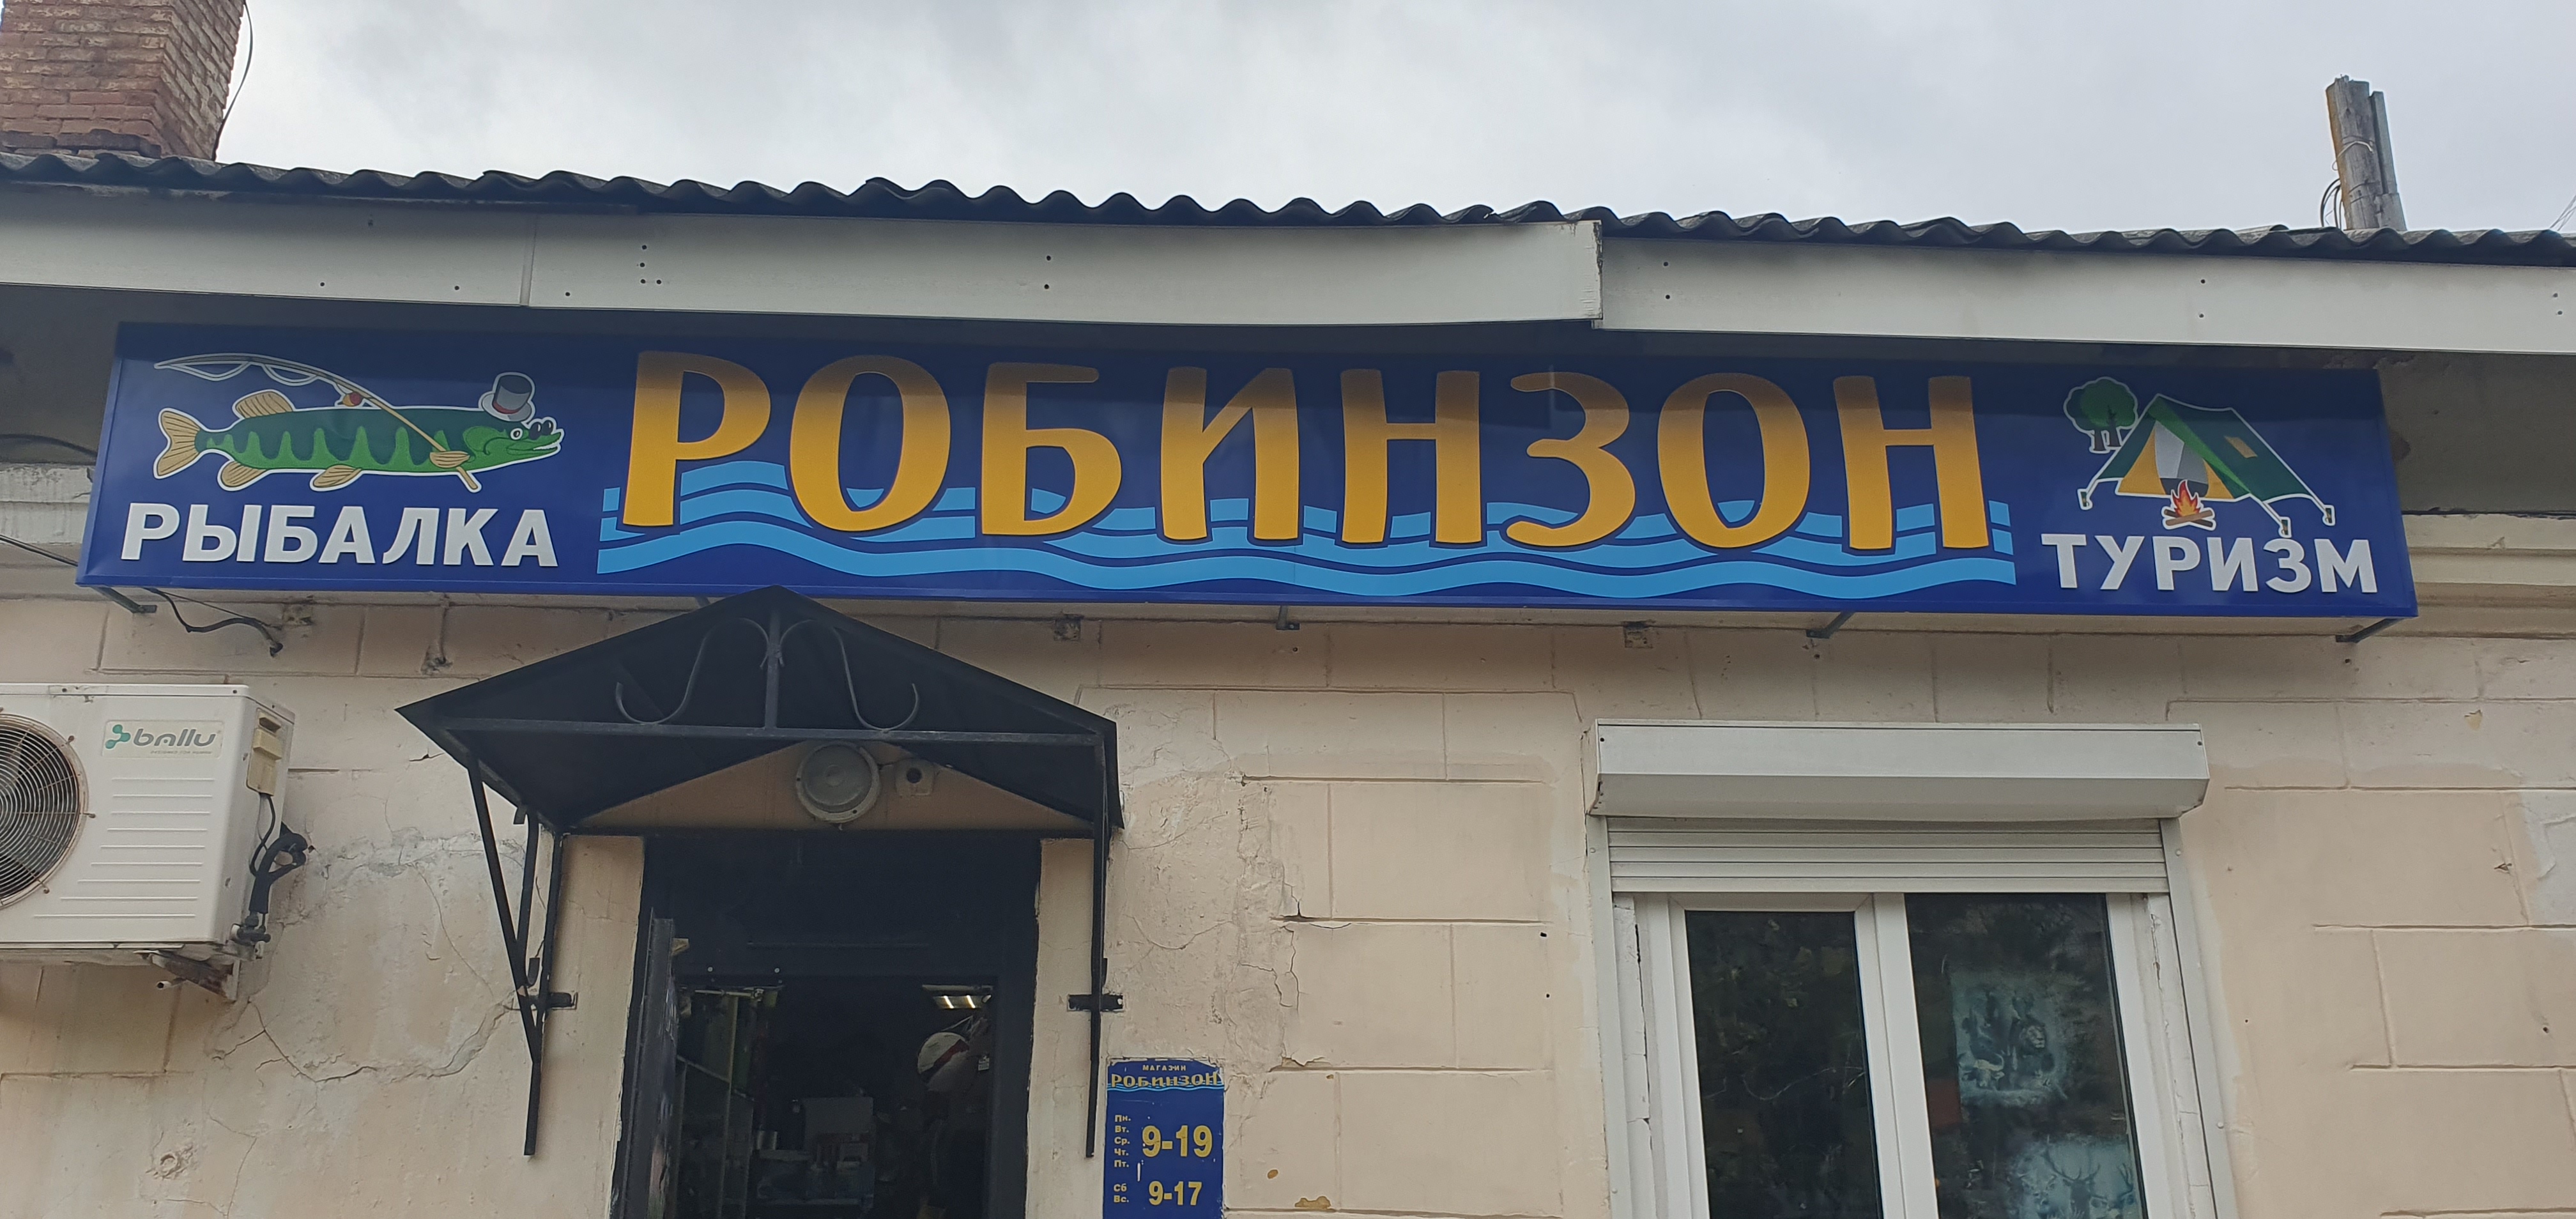 РЫБАЛКА
РОБИНЗОН
ТУРИЗМ
ballu
МАГАЗИН
РОБИНЗОН
Пн.
Вт.
Ср.
Чт.
Пт.
9-19
Сб
Вс.
9-17